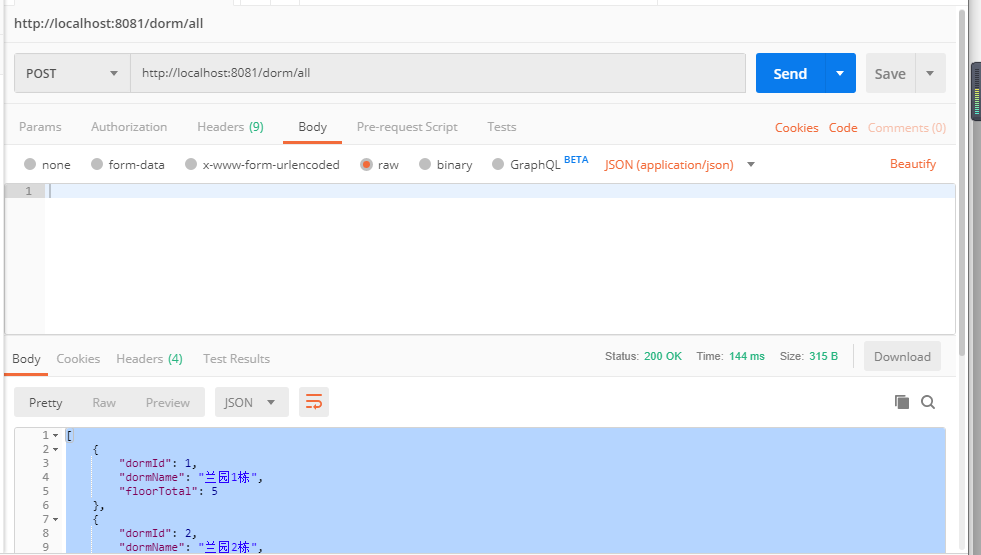 http://localhost:8081/dorm/all
POST http://localhost:8081/dorm/all Send Save
Params Authorization Headers (9) Body Pre-request Script Tests Cookies Code Comments (0)
none form-data x-www-form-urlencoded raw binary GraphQL BETA JSON (application/json) Beautify
1
Body Cookies Headers (4) Test Results Status: 200 OK Time: 144 ms Size: 315 B Download
Pretty Raw Preview JSON
1 [
2 {
3 "dormId": 1,
4 "dormName": "兰园1栋",
5 "floorTotal": 5
6 },
7 {
8 "dormId": 2,
9 "dormName": "兰园2栋",